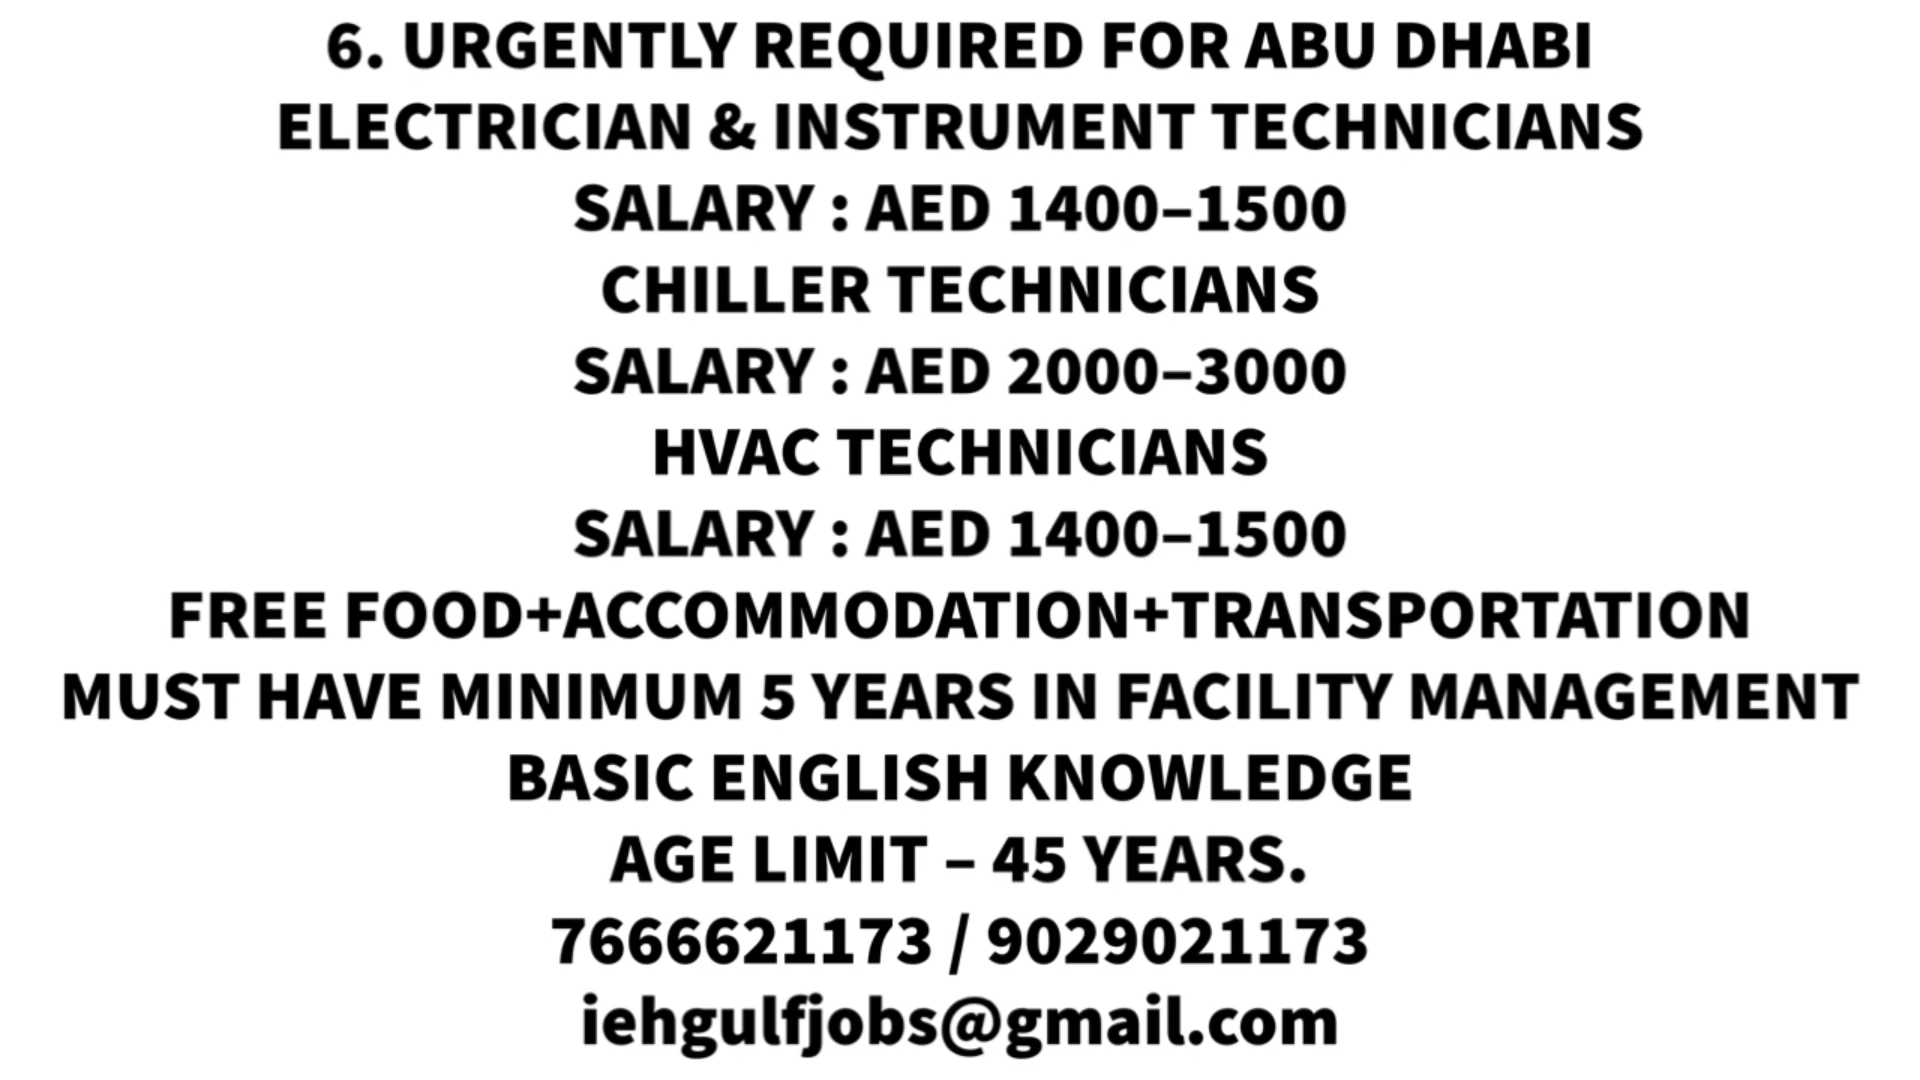 6. URGENTLY REQUIRED FOR ABU DHABI
ELECTRICIAN & INSTRUMENT TECHNICIANS
SALARY : AED 1400–1500
CHILLER TECHNICIANS
SALARY : AED 2000–3000
HVAC TECHNICIANS
SALARY : AED 1400–1500
FREE FOOD+ACCOMMODATION+TRANSPORTATION
MUST HAVE MINIMUM 5 YEARS IN FACILITY MANAGEMENT
BASIC ENGLISH KNOWLEDGE
AGE LIMIT – 45 YEARS.
7666621173 / 9029021173
iehgulfjobs@gmail.com